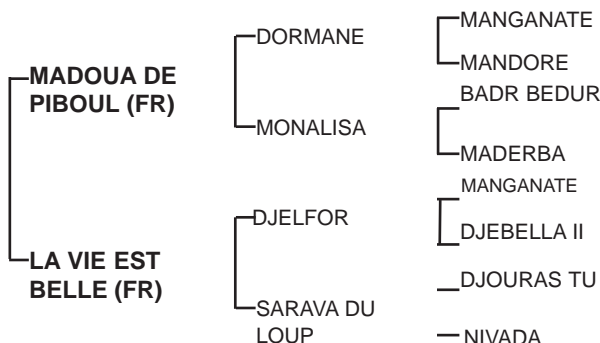 MADOUA DE
PIBOUL (FR)
LA VIE EST
BELLE (FR)
DORMANE
MONALISA
DJELFOR
SARAVA DU
LOUP
MANGANATE
MANDORE
BADR BEDUR
MADERBA
MANGANATE
DJEBELLA II
DJOURAS TU
NIVADA